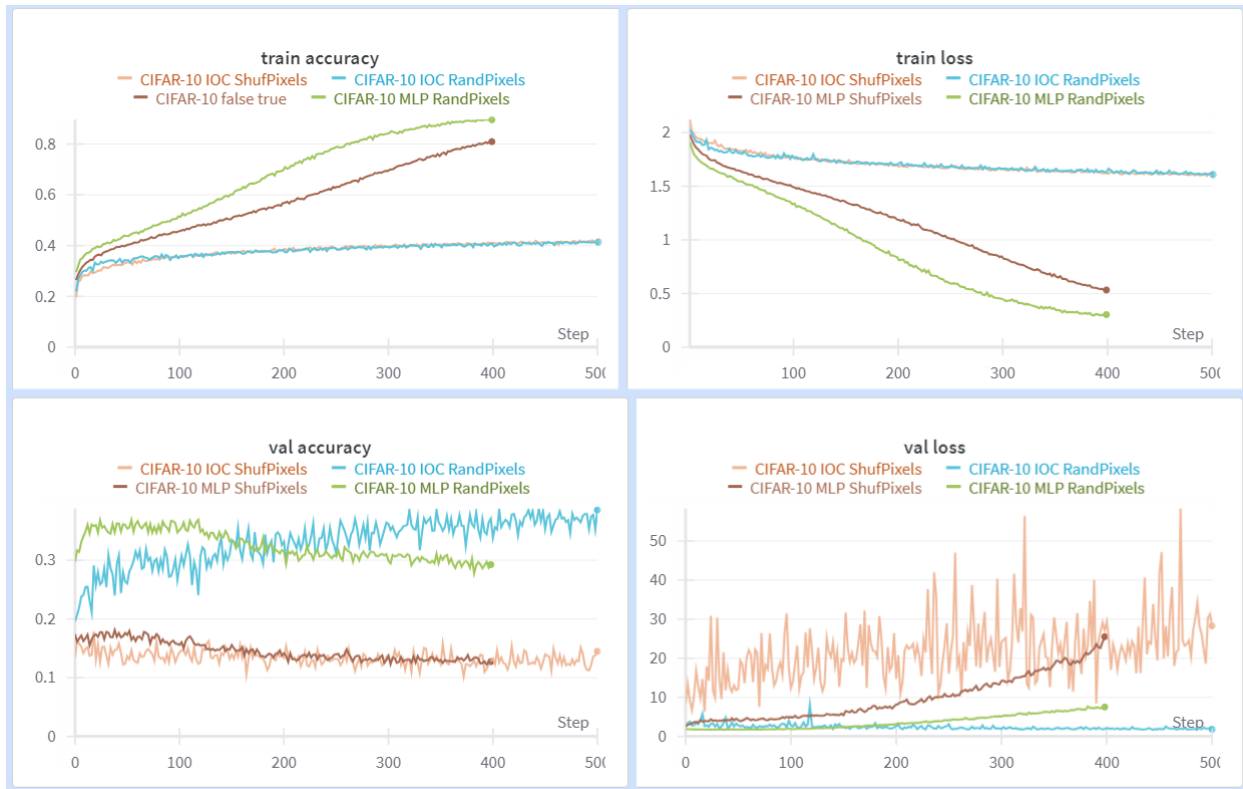 train accuracy
CIFAR-10 IOC ShufPixels CIFAR-10 IOC RandPixels
CIFAR-10 false true CIFAR-10 MLP RandPixels
0.8
0.6
0.4
0.2
0
Step
0 100 200 300 400 500
train loss
CIFAR-10 IOC ShufPixels CIFAR-10 IOC RandPixels
CIFAR-10 MLP ShufPixels CIFAR-10 MLP RandPixels
2
1.5
1
0.5
0
Step
100 200 300 400 500
val accuracy
CIFAR-10 IOC ShufPixels CIFAR-10 IOC RandPixels
CIFAR-10 MLP ShufPixels CIFAR-10 MLP RandPixels
0.3
0.2
0.1
0
Step
0 100 200 300 400 500
val loss
CIFAR-10 IOC ShufPixels CIFAR-10 IOC RandPixels
CIFAR-10 MLP ShufPixels CIFAR-10 MLP RandPixels
50
40
30
20
10
0
Step
0 100 200 300 400 500